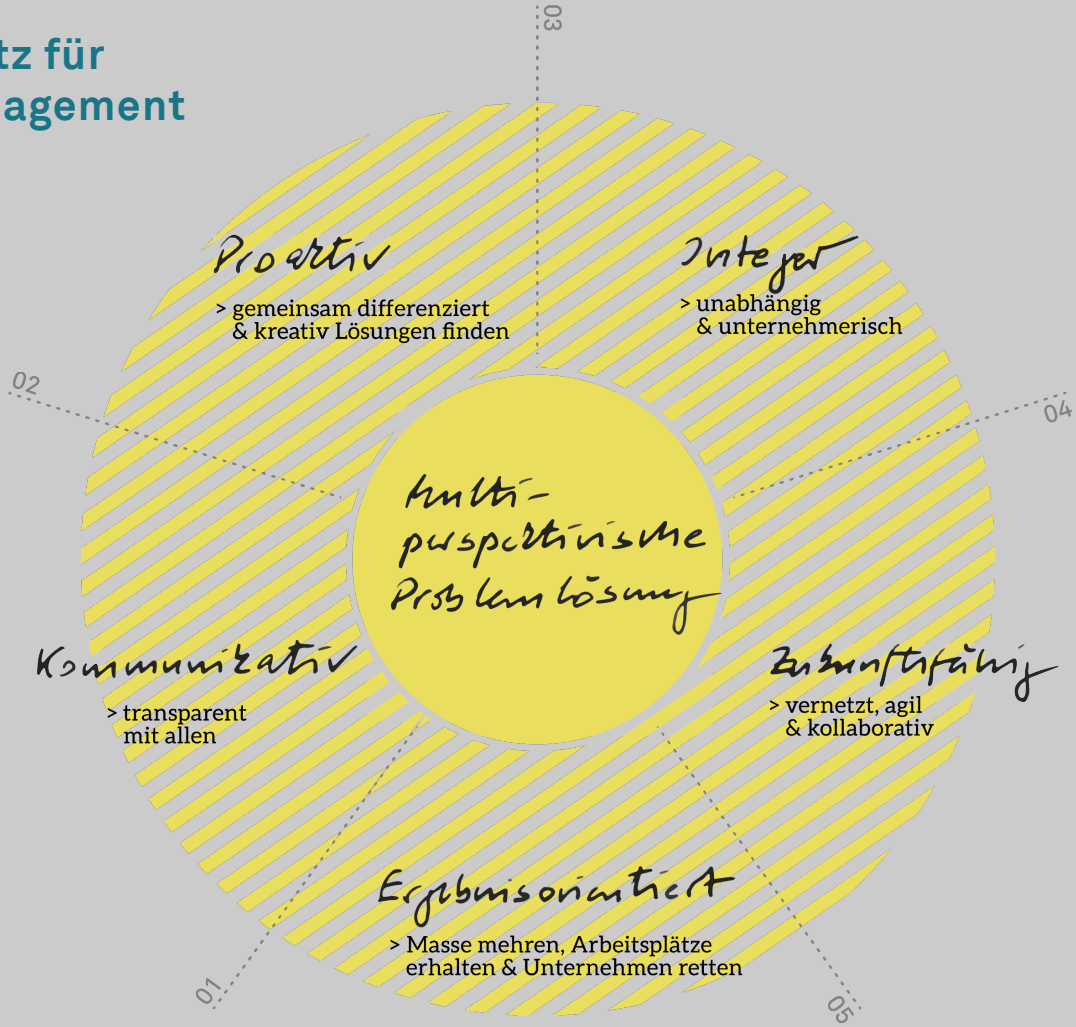 tz für
agement
03
Proaktiv
> gemeinsam differenziert
& kreativ Lösungen finden
Integer
> unabhängig
& unternehmerisch
02
04
Multi-
perspektivische
Problemlösung
Kommunikativ
> transparent
mit allen
Zukunftsfähig
> vernetzt, agil
& kollaborativ
Ergebnisorientiert
> Masse mehren, Arbeitsplätze
erhalten & Unternehmen retten
01
05